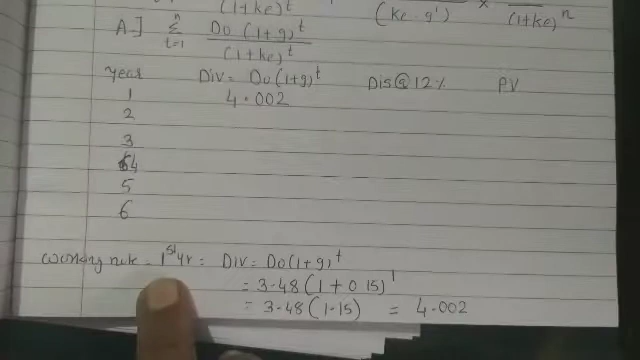 (1+ke)^t (ke - g') × (1+ke)^n
A.] n Σ t=1 Do (1+g)^t / (1+ke)^t
Year Div = Do(1+g)^t Dis @ 12% PV
1 4.002
2
3
4
5
6
Working note = 1st Yr = Div = Do(1+g)^t
= 3.48 (1 + 0.15)^1
= 3.48 (1.15) = 4.002